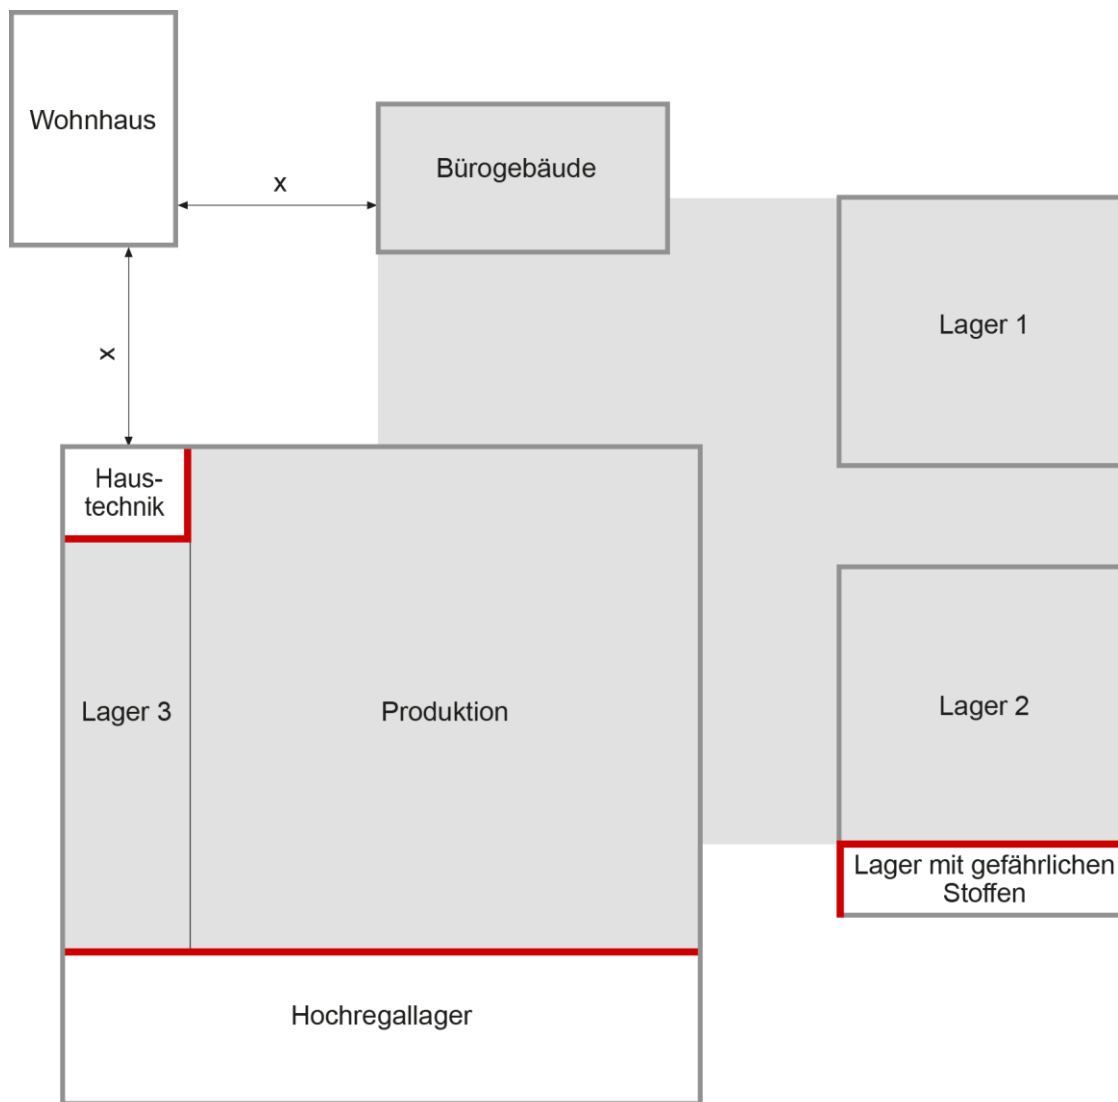 Wohnhaus
Bürogebäude
x
Lager 1
x
Haus-
technik
Lager 3
Produktion
Lager 2
Lager mit gefährlichen
Stoffen
Hochregallager